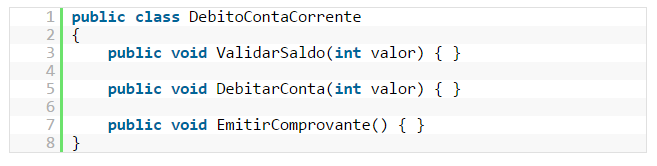 1 public class DebitoContaCorrente
2 {
3     public void ValidarSaldo(int valor) { }
4
5     public void DebitarConta(int valor) { }
6
7     public void EmitirComprovante() { }
8 }